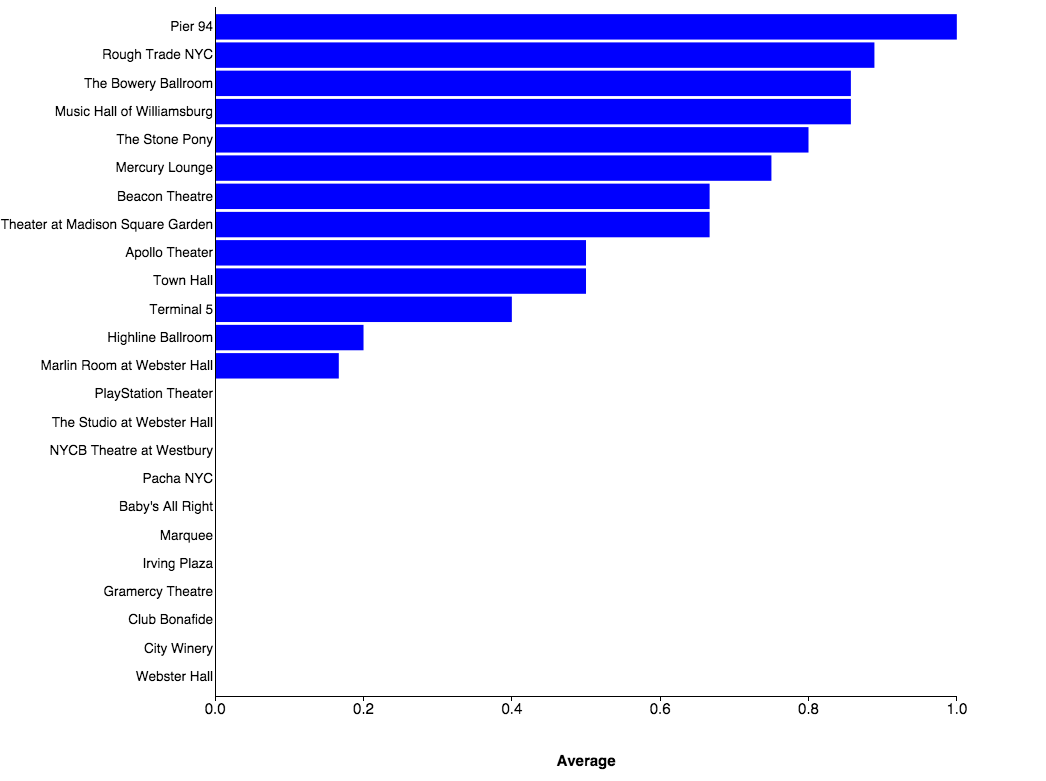 Pier 94
Rough Trade NYC
The Bowery Ballroom
Music Hall of Williamsburg
The Stone Pony
Mercury Lounge
Beacon Theatre
Theater at Madison Square Garden
Apollo Theater
Town Hall
Terminal 5
Highline Ballroom
Marlin Room at Webster Hall
PlayStation Theater
The Studio at Webster Hall
NYCB Theatre at Westbury
Pacha NYC
Baby's All Right
Marquee
Irving Plaza
Gramercy Theatre
Club Bonafide
City Winery
Webster Hall
0.0 0.2 0.4 0.6 0.8 1.0
Average